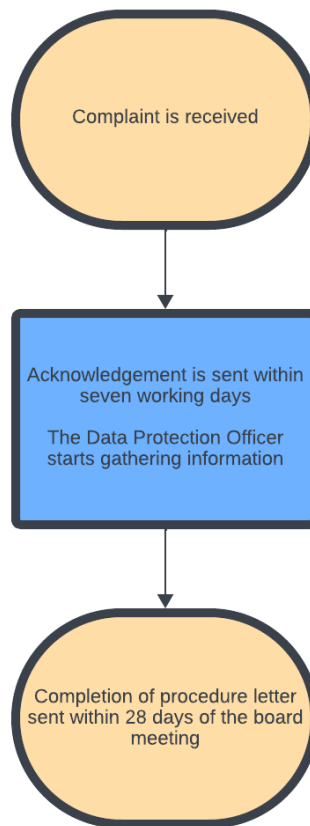 Complaint is received
Acknowledgement is sent within
seven working days
The Data Protection Officer
starts gathering information
Completion of procedure letter
sent within 28 days of the board
meeting